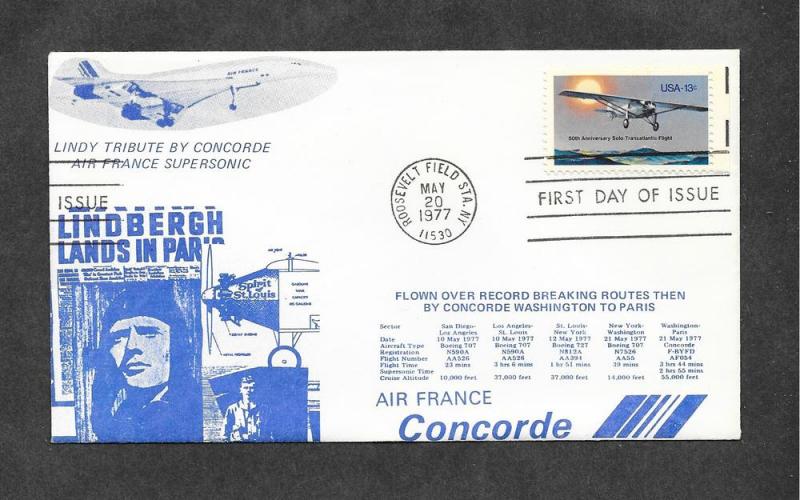 AIR FRANCE
LINDY TRIBUTE BY CONCORDE
AIR FRANCE SUPERSONIC
ISSUE
LINDBERGH
LANDS IN PARIS
Spirit
of
St. Louis
USA-13c
50th Anniversary Solo Transatlantic Flight
ROOSEVELT FIELD STA. NY
MAY
20
1977
11530
FIRST DAY OF ISSUE
FLOWN OVER RECORD BREAKING ROUTES THEN
BY CONCORDE WASHINGTON TO PARIS
Sector San Diego- Los Angeles- St. Louis- New York- Washington-
Los Angeles St. Louis New York Washington Paris
Date 10 May 1977 10 May 1977 12 May 1977 21 May 1977 21 May 1977
Aircraft Type Boeing 707 Boeing 707 Boeing 727 Boeing 707 Concorde
Registration N590A N590A N812A N7526 F-BVFD
Flight Number AA526 AA526 AA394 AA55 AF054
Flight Time 23 mins 3 hrs 6 mins 1 hr 51 mins 39 mins 3 hrs 44 mins
Supersonic Time 2 hrs 55 mins
Cruise Altitude 10,000 feet 37,000 feet 37,000 feet 14,000 feet 55,000 feet
AIR FRANCE
Concorde